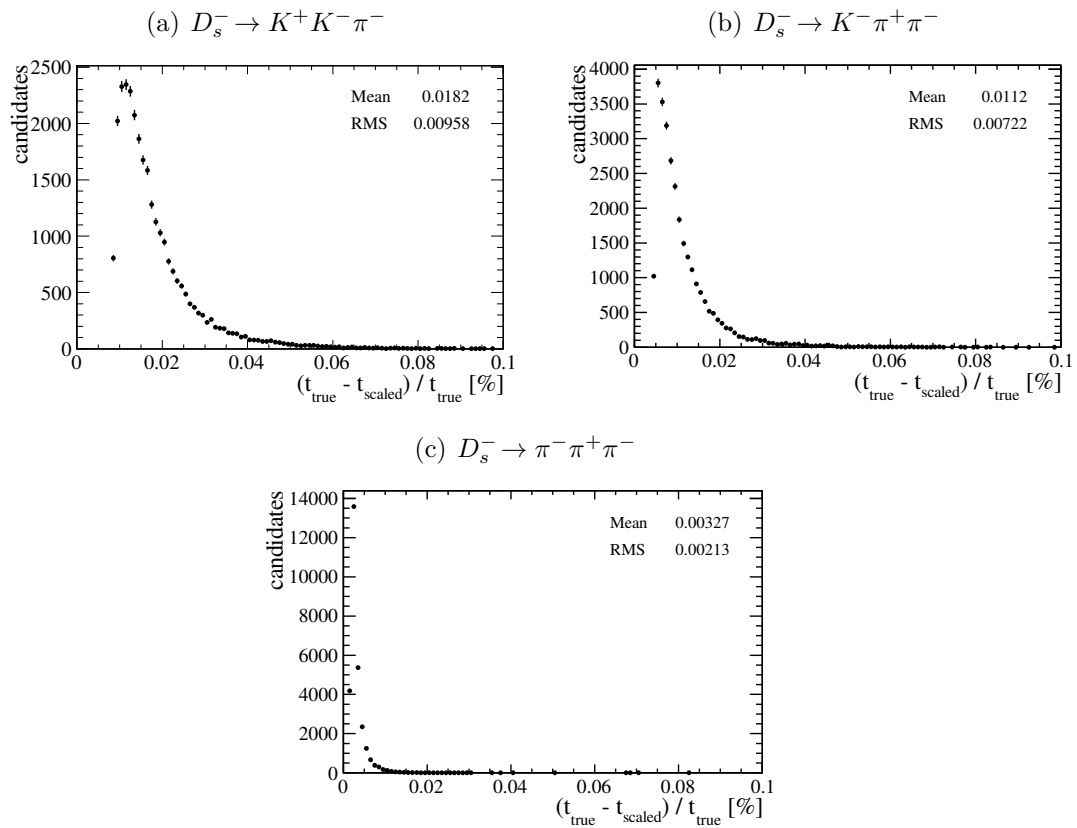 (a) D_s^- → K^+ K^- π^-
candidates
2500
2000
1500
1000
500
0
Mean 0.0182
RMS 0.00958
0 0.02 0.04 0.06 0.08 0.1
(t_true - t_scaled) / t_true [%]
(b) D_s^- → K^- π^+ π^-
candidates
4000
3500
3000
2500
2000
1500
1000
500
0
Mean 0.0112
RMS 0.00722
0 0.02 0.04 0.06 0.08 0.1
(t_true - t_scaled) / t_true [%]
(c) D_s^- → π^- π^+ π^-
candidates
14000
12000
10000
8000
6000
4000
2000
0
Mean 0.00327
RMS 0.00213
0 0.02 0.04 0.06 0.08 0.1
(t_true - t_scaled) / t_true [%]